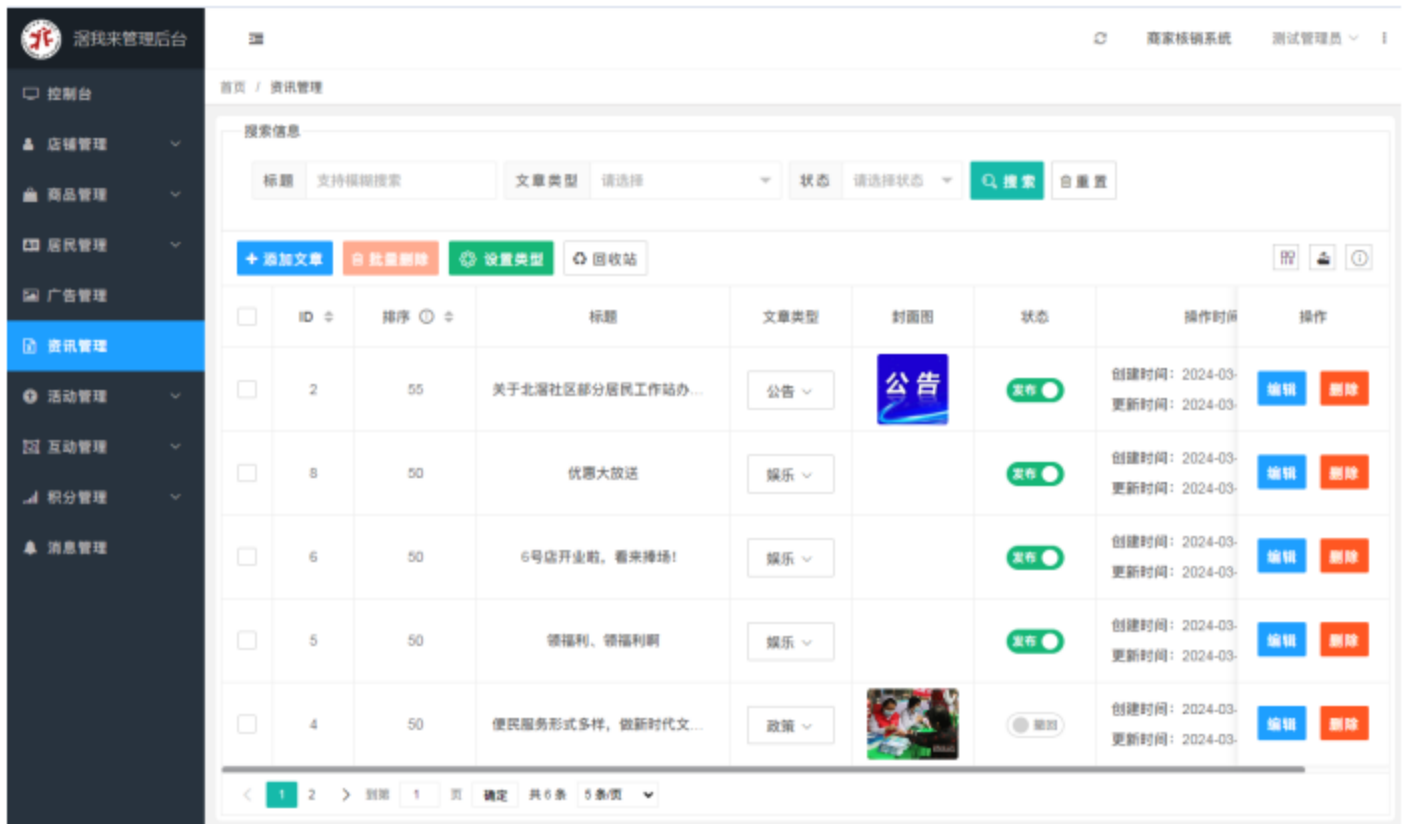 滘我来管理后台
商家核销系统 测试管理员
控制台
店铺管理
商品管理
居民管理
广告管理
资讯管理
活动管理
互动管理
积分管理
消息管理
首页 / 资讯管理
搜索信息
标题 支持模糊搜索 文章类型 请选择 状态 请选择状态 搜索 重置
添加文章 批量删除 设置类型 回收站
ID 排序 标题 文章类型 封面图 状态 操作时间 操作
2 55 关于北滘社区部分居民工作站办... 公告 公告 发布 创建时间：2024-03- 编辑 删除
更新时间：2024-03-
8 50 优惠大放送 娱乐 发布 创建时间：2024-03- 编辑 删除
更新时间：2024-03-
6 50 6号店开业啦，看来捧场！ 娱乐 发布 创建时间：2024-03- 编辑 删除
更新时间：2024-03-
5 50 领福利、领福利啊 娱乐 发布 创建时间：2024-03- 编辑 删除
更新时间：2024-03-
4 50 便民服务形式多样，做新时代文... 政策 撤回 创建时间：2024-03- 编辑 删除
更新时间：2024-03-
1 2 到第 1 页 确定 共 6 条 5 条/页